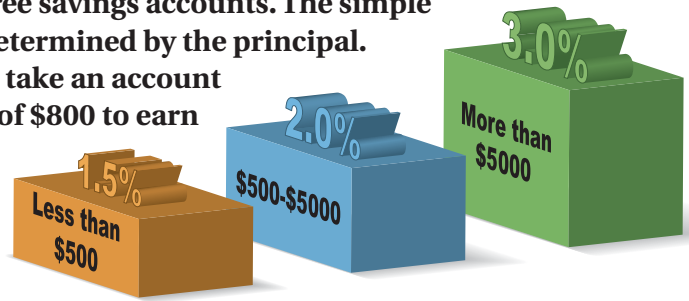 ree savings accounts. The simple
etermined by the principal.
take an account
of $800 to earn
1.5%
Less than
$500
2.0%
$500-$5000
3.0%
More than
$5000